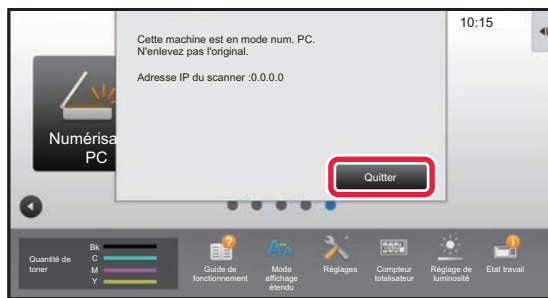 10:15
Cette machine est en mode num. PC.
N'enlevez pas l'original.
Adresse IP du scanner :0.0.0.0
Numérisa
PC
Quitter
Quantité de
toner
Bk
C
M
Y
Guide de
fonctionnement
Mode
affichage
étendu
Réglages
Compteur
totalisateur
Réglage de
luminosité
Etat travail